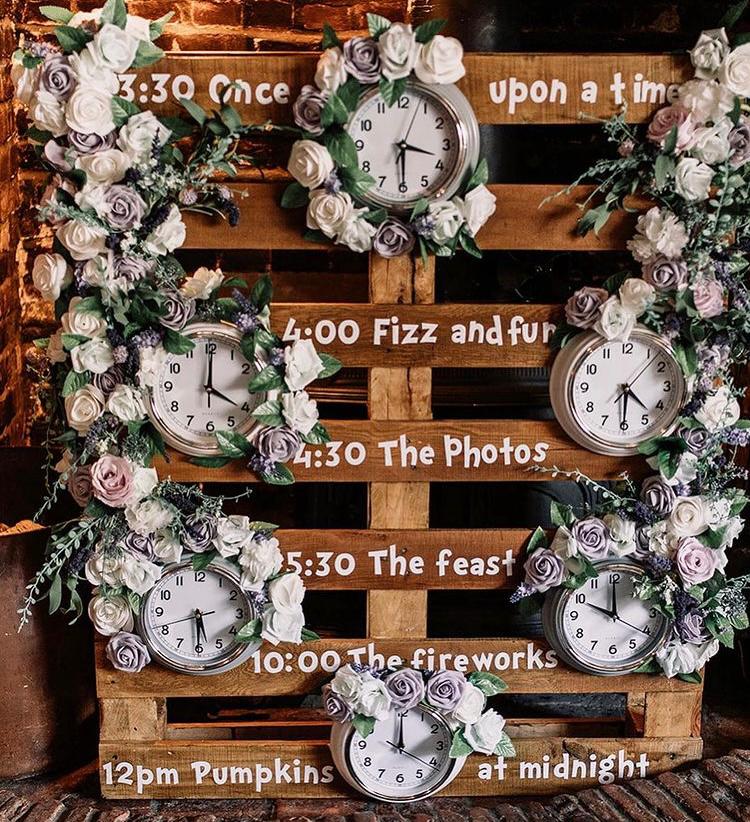 3:30 Once upon a time
4:00 Fizz and fun
4:30 The Photos
5:30 The feast
10:00 The fireworks
12pm Pumpkins at midnight